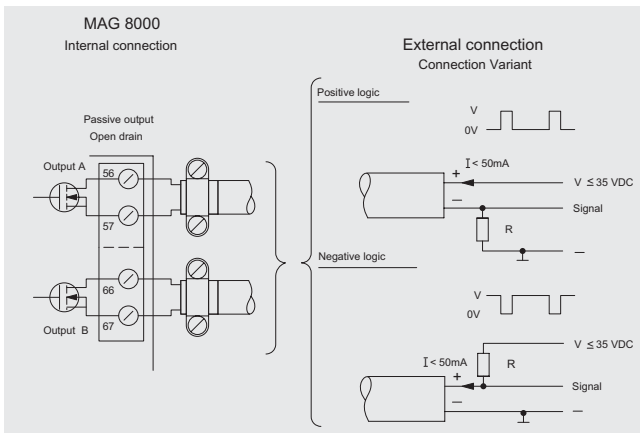 MAG 8000
Internal connection
Passive output
Open drain
Output A
56
57
66
67
Output B
External connection
Connection Variant
Positive logic
V
0V
I < 50mA
+
V ≤ 35 VDC
—
Signal
R
—
Negative logic
V
0V
V ≤ 35 VDC
I < 50mA
R
+
Signal
—
—